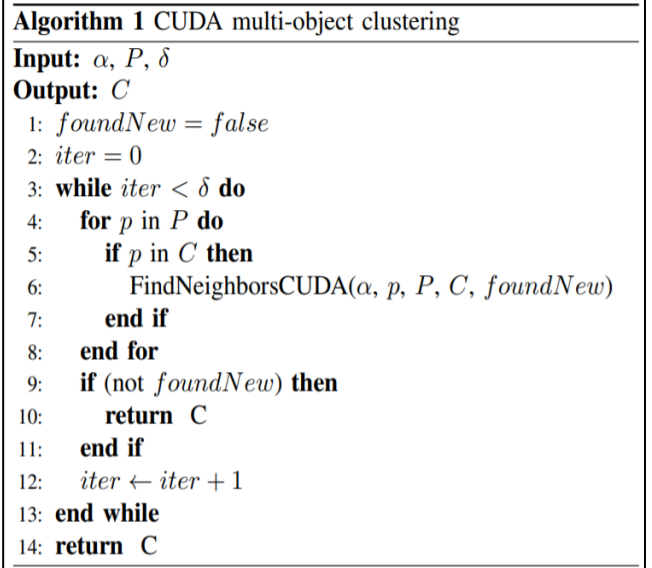 Algorithm 1 CUDA multi-object clustering
Input: α, P, δ
Output: C
1: foundNew = false
2: iter = 0
3: while iter < δ do
4: for p in P do
5: if p in C then
6: FindNeighborsCUDA(α, p, P, C, foundNew)
7: end if
8: end for
9: if (not foundNew) then
10: return C
11: end if
12: iter ← iter + 1
13: end while
14: return C